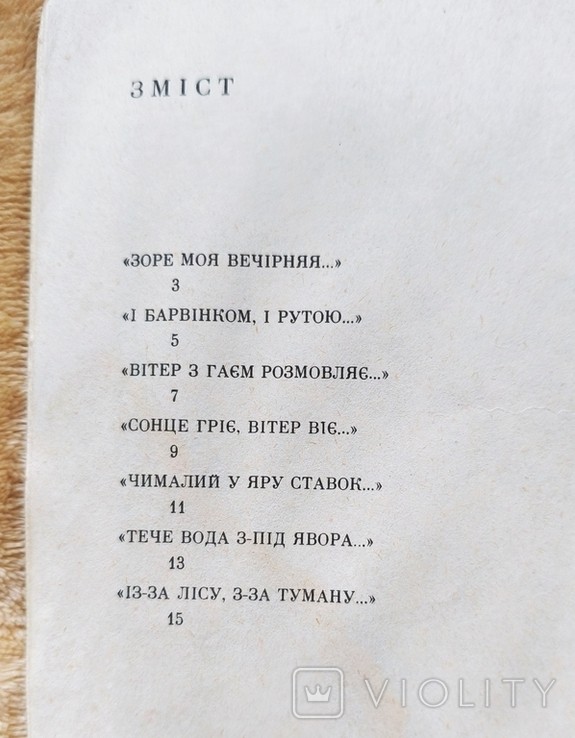 ЗМІСТ
«ЗОРЕ МОЯ ВЕЧІРНЯЯ...»
3
«І БАРВІНКОМ, І РУТОЮ...»
5
«ВІТЕР З ГАЄМ РОЗМОВЛЯЄ...»
7
«СОНЦЕ ГРІЄ, ВІТЕР ВІЄ...»
9
«ЧИМАЛИЙ У ЯРУ СТАВОК...»
11
«ТЕЧЕ ВОДА З-ПІД ЯВОРА...»
13
«ІЗ-ЗА ЛІСУ, З-ЗА ТУМАНУ...»
15
VIOLITY